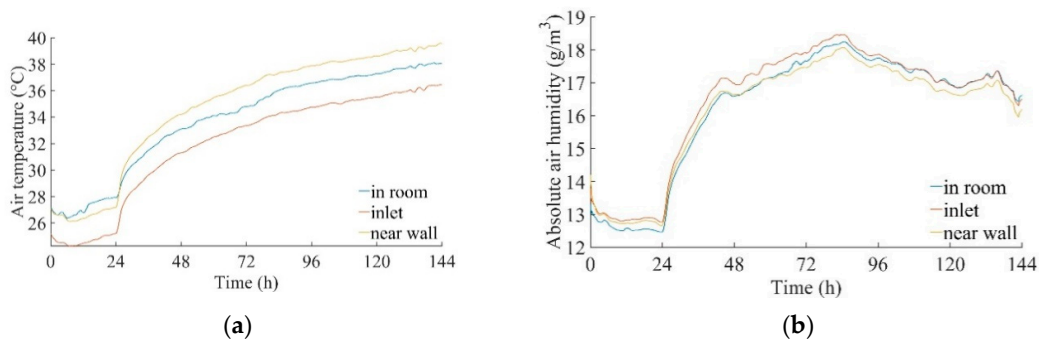 Air temperature (°C)
40
38
36
34
32
30
28
26
0
24
48
72
96
120
144
Time (h)
in room
inlet
near wall
(a)
Absolute air humidity (g/m³)
19
18
17
16
15
14
13
12
0
24
48
72
96
120
144
Time (h)
in room
inlet
near wall
(b)